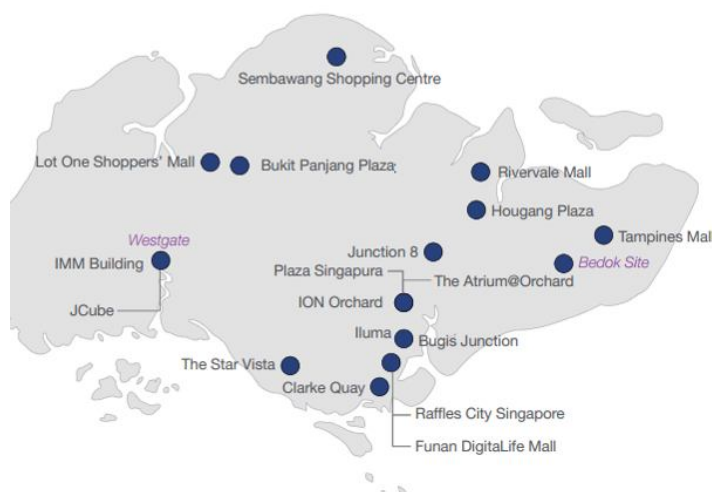 Sembawang Shopping Centre
Lot One Shoppers' Mall
Bukit Panjang Plaza
Rivervale Mall
Hougang Plaza
Westgate
Tampines Mall
Junction 8
IMM Building
Bedok Site
Plaza Singapura
The Atrium@Orchard
ION Orchard
JCube
Iluma
Bugis Junction
The Star Vista
Clarke Quay
Raffles City Singapore
Funan DigitaLife Mall